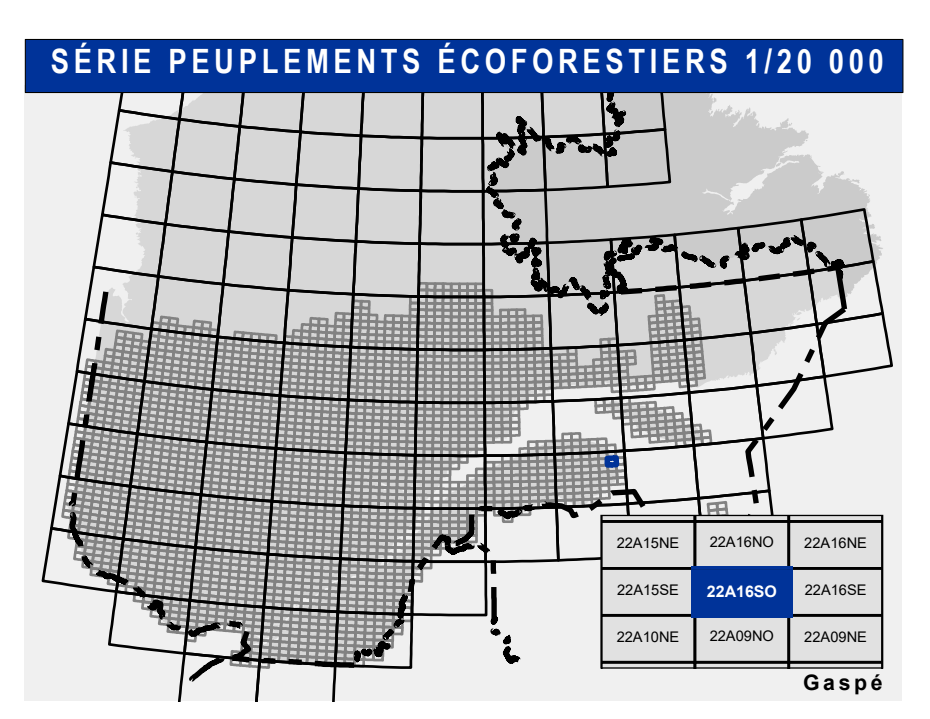 SÉRIE PEUPLEMENTS ÉCOFORESTIERS 1/20 000
22A15NE 22A16NO 22A16NE
22A15SE 22A16SO 22A16SE
22A10NE 22A09NO 22A09NE
Gaspé